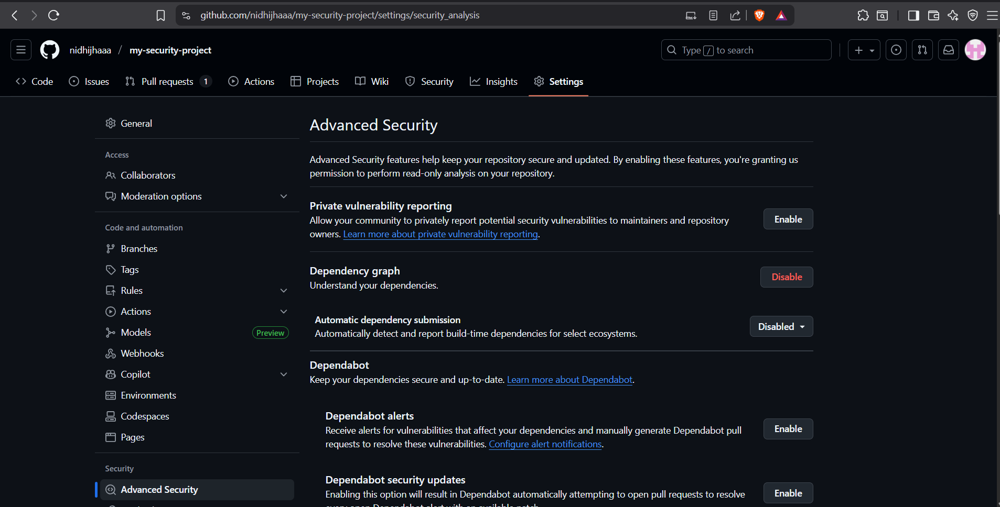 github.com/nidhijhaaa/my-security-project/settings/security_analysis
nidhijhaaa / my-security-project
Type / to search
Code
Issues
Pull requests 1
Actions
Projects
Wiki
Security
Insights
Settings
General
Access
Collaborators
Moderation options
Code and automation
Branches
Tags
Rules
Actions
Models Preview
Webhooks
Copilot
Environments
Codespaces
Pages
Security
Advanced Security
Advanced Security
Advanced Security features help keep your repository secure and updated. By enabling these features, you're granting us
permission to perform read-only analysis on your repository.
Private vulnerability reporting
Allow your community to privately report potential security vulnerabilities to maintainers and repository
owners. Learn more about private vulnerability reporting.
Enable
Dependency graph
Understand your dependencies.
Disable
Automatic dependency submission
Automatically detect and report build-time dependencies for select ecosystems.
Disabled
Dependabot
Keep your dependencies secure and up-to-date. Learn more about Dependabot.
Dependabot alerts
Receive alerts for vulnerabilities that affect your dependencies and manually generate Dependabot pull
requests to resolve these vulnerabilities. Configure alert notifications.
Enable
Dependabot security updates
Enabling this option will result in Dependabot automatically attempting to open pull requests to resolve
every open Dependabot alert with an available patch.
Enable